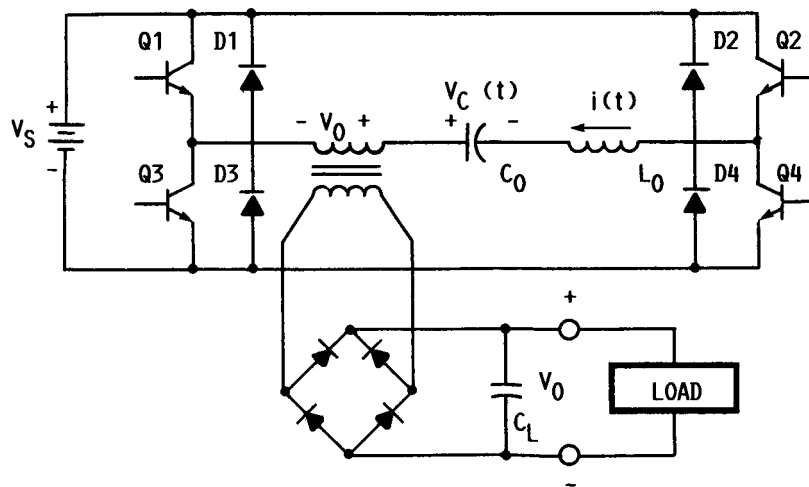 Q1 D1 D2 Q2
V_C (t) i(t)
+ - V_0 + + -
V_S
- Q3 D3 C_0 L_0 D4 Q4
+
V_0 LOAD
C_L
-